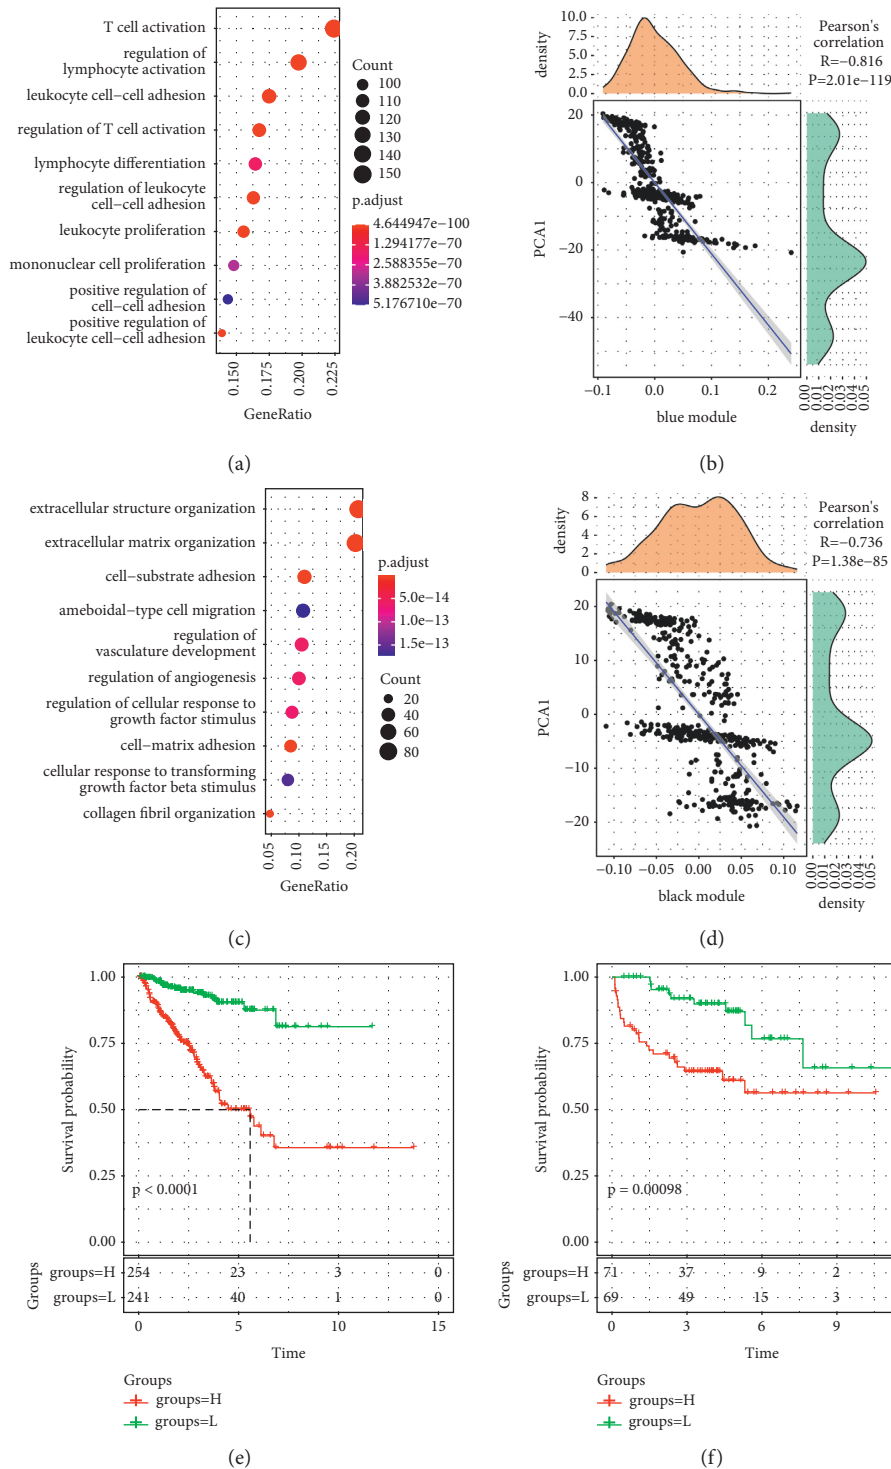 T cell activation
regulation of
lymphocyte activation
leukocyte cell−cell adhesion
regulation of T cell activation
lymphocyte differentiation
regulation of leukocyte
cell−cell adhesion
leukocyte proliferation
mononuclear cell proliferation
positive regulation of
cell−cell adhesion
positive regulation of
leukocyte cell−cell adhesion
0.150
0.175
0.200
0.225
GeneRatio
Count
100
110
120
130
140
150
p.adjust
4.644947e−100
1.294177e−70
2.588355e−70
3.882532e−70
5.176710e−70
(a)
density
10.0
7.5
5.0
2.5
0.0
Pearson's
correlation
R=−0.816
P=2.01e−119
PCA1
20
0
−20
−40
−0.1
0.0
0.1
0.2
blue module
0.00
0.01
0.02
0.03
0.04
0.05
density
(b)
extracellular structure organization
extracellular matrix organization
cell−substrate adhesion
ameboidal−type cell migration
regulation of
vasculature development
regulation of angiogenesis
regulation of cellular response to
growth factor stimulus
cell−matrix adhesion
cellular response to transforming
growth factor beta stimulus
collagen fibril organization
0.05
0.10
0.15
0.20
GeneRatio
p.adjust
5.0e−14
1.0e−13
1.5e−13
Count
20
40
60
80
(c)
density
8
6
4
2
0
Pearson's
correlation
R=−0.736
P=1.38e−85
PCA1
20
10
0
−10
−20
−0.10
−0.05
0.00
0.05
0.10
black module
0.00
0.01
0.02
0.03
0.04
0.05
density
(d)
Survival probability
1.00
0.75
0.50
0.25
0.00
p < 0.0001
Groups
groups=H 254 23 3 0
groups=L 241 40 1 0
0 5 10 15
Time
Groups
groups=H
groups=L
(e)
Survival probability
1.00
0.75
0.50
0.25
0.00
p = 0.00098
Groups
groups=H 71 37 9 2
groups=L 69 49 15 3
0 3 6 9
Time
Groups
groups=H
groups=L
(f)